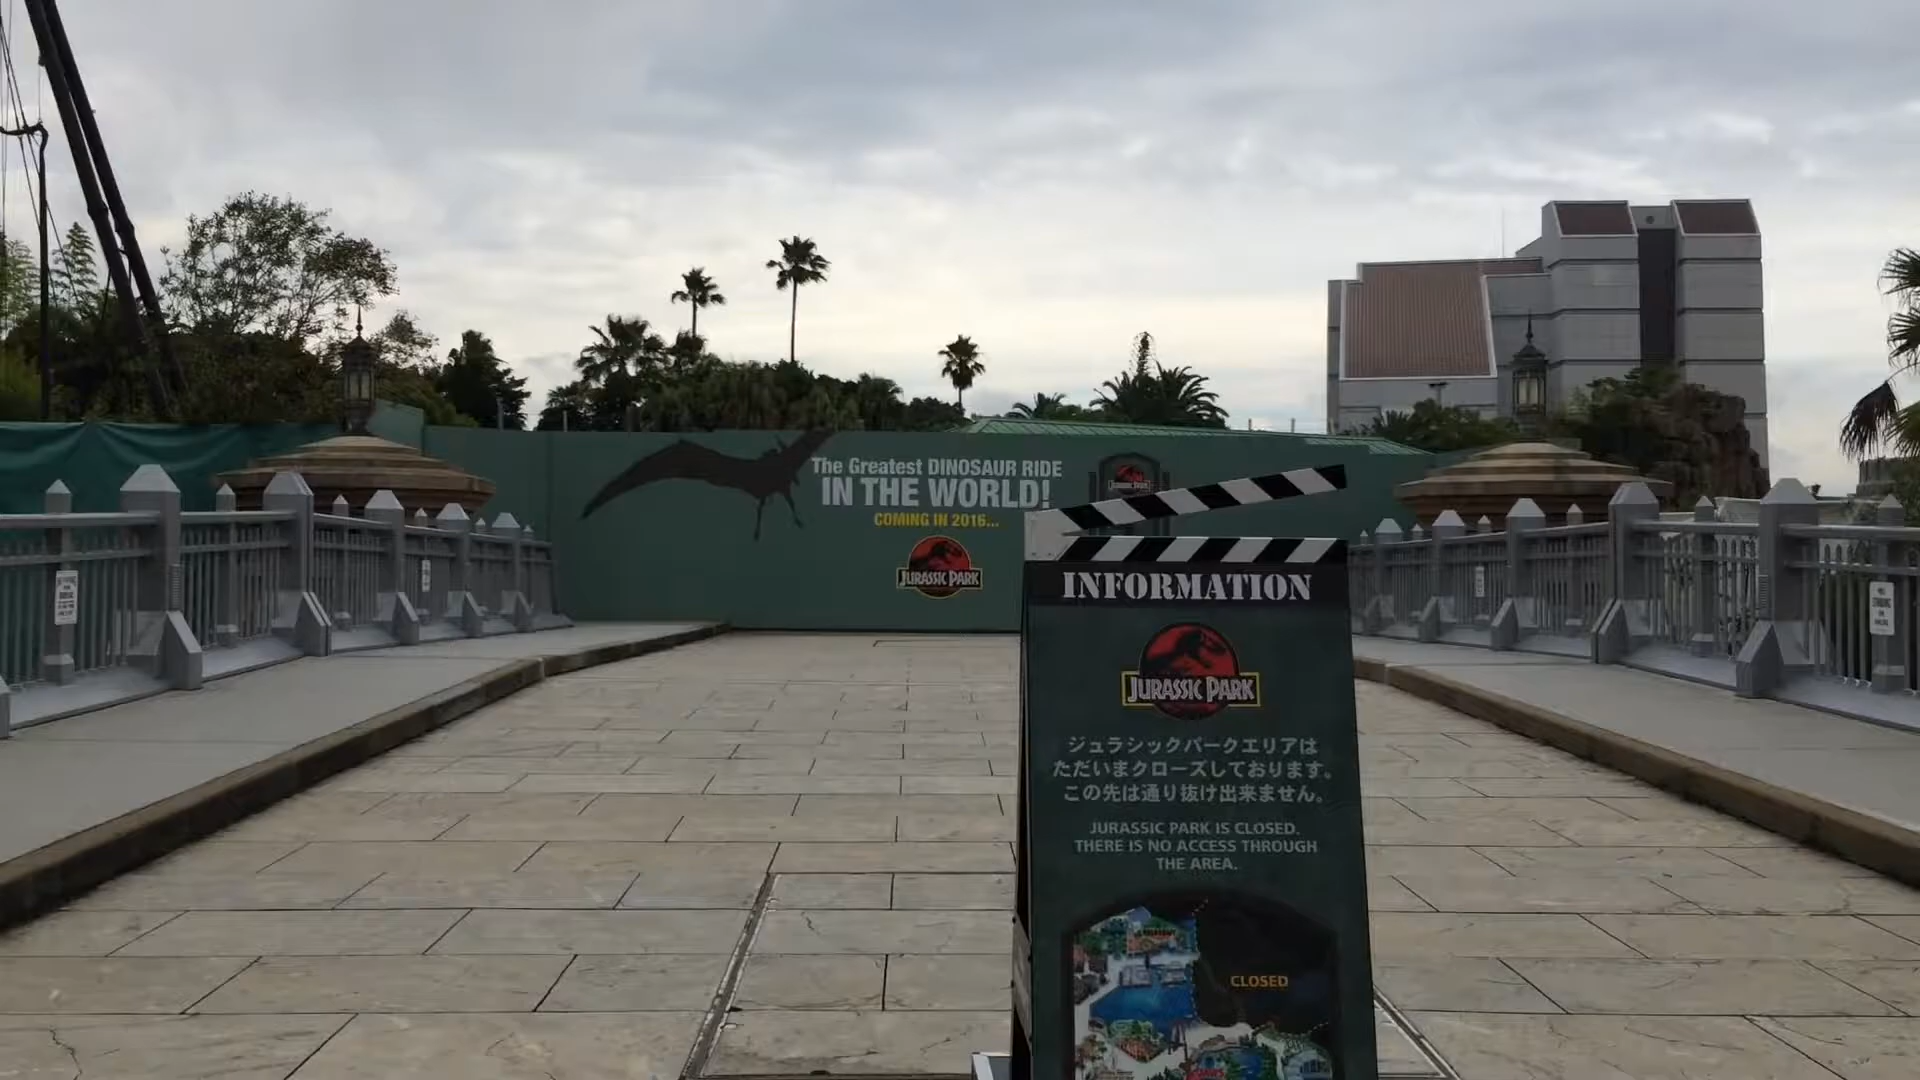 The Greatest DINOSAUR RIDE
IN THE WORLD!
COMING IN 2016...
JURASSIC PARK
JURASSIC PARK
INFORMATION
JURASSIC PARK
ジュラシックパークエリアは
ただいまクローズしております。
この先は通り抜け出来ません。
JURASSIC PARK IS CLOSED.
THERE IS NO ACCESS THROUGH
THE AREA.
CLOSED
JAWS